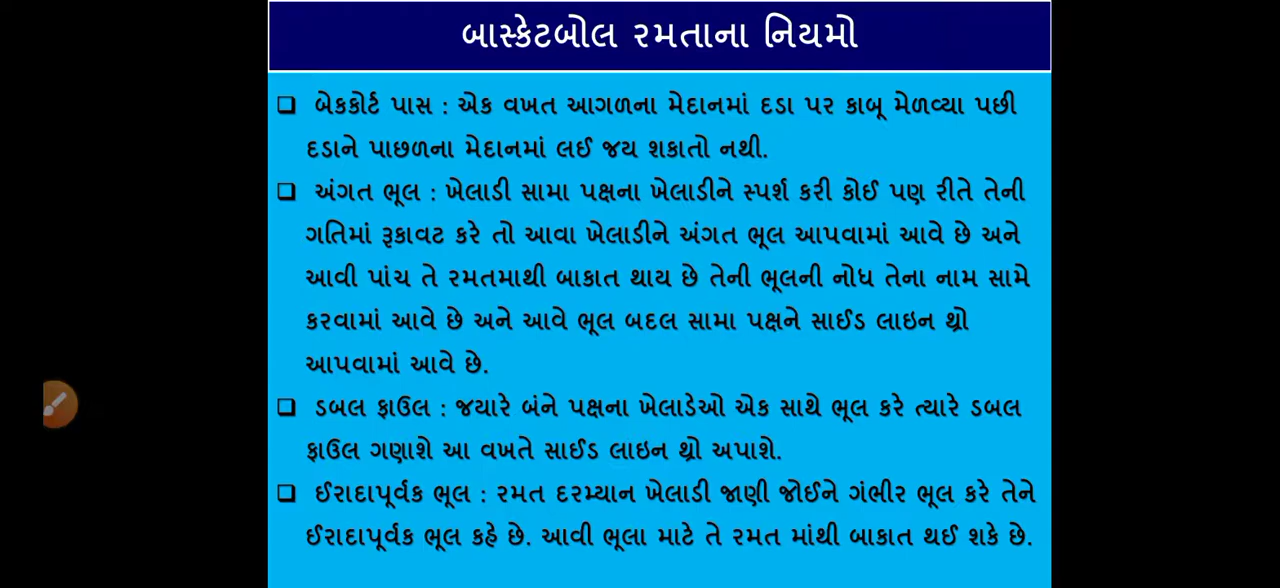 બાસ્કેટબોલ રમતાના નિયમો
❑ બેકકોર્ટ પાસ : એક વખત આગળના મેદાનમાં દડા પર કાબૂ મેળવ્યા પછી
દડાને પાછળના મેદાનમાં લઈ જય શકાતો નથી.
❑ અંગત ભૂલ : ખેલાડી સામા પક્ષના ખેલાડીને સ્પર્શ કરી કોઈ પણ રીતે તેની
ગતિમાં રૂકાવટ કરે તો આવા ખેલાડીને અંગત ભૂલ આપવામાં આવે છે અને
આવી પાંચ તે રમતમાથી બાકાત થાય છે તેની ભૂલની નોધ તેના નામ સામે
કરવામાં આવે છે અને આવે ભૂલ બદલ સામા પક્ષને સાઈડ લાઇન થ્રો
આપવામાં આવે છે.
❑ ડબલ ફાઉલ : જયારે બંને પક્ષના ખેલાડેઓ એક સાથે ભૂલ કરે ત્યારે ડબલ
ફાઉલ ગણાશે આ વખતે સાઈડ લાઇન થ્રો અપાશે.
❑ ઈરાદાપૂર્વક ભૂલ : રમત દરમ્યાન ખેલાડી જાણી જોઈને ગંભીર ભૂલ કરે તેને
ઈરાદાપૂર્વક ભૂલ કહે છે. આવી ભૂલા માટે તે રમત માંથી બાકાત થઈ શકે છે.